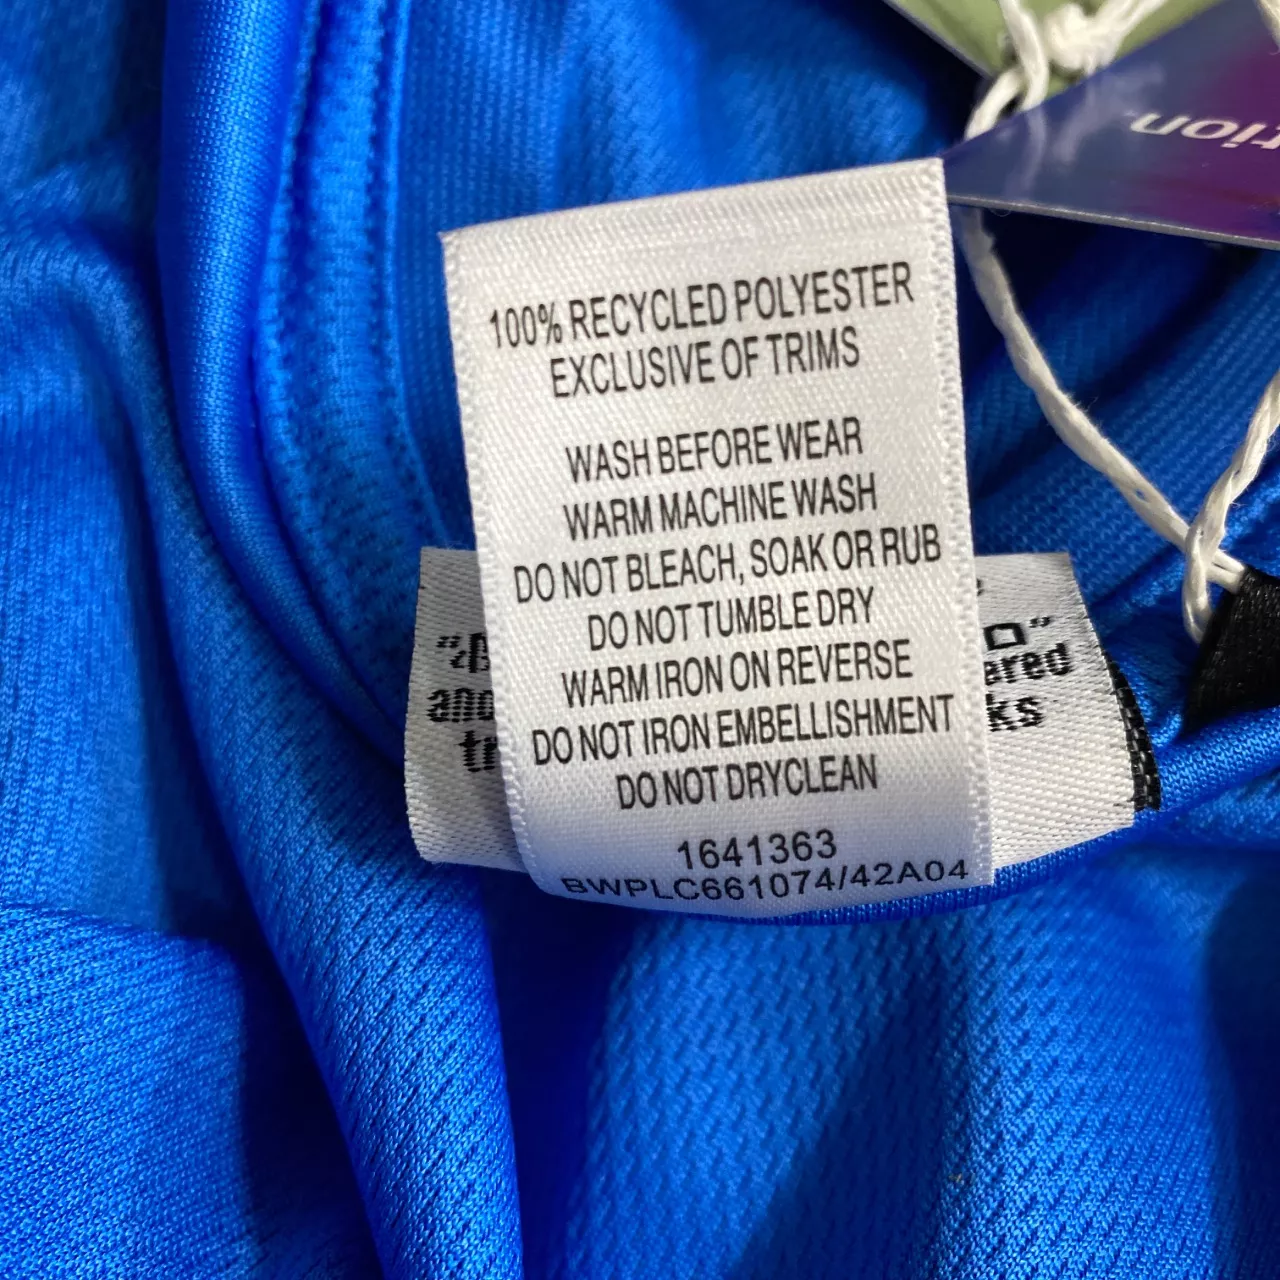 100% RECYCLED POLYESTER
EXCLUSIVE OF TRIMS
WASH BEFORE WEAR
WARM MACHINE WASH
DO NOT BLEACH, SOAK OR RUB
DO NOT TUMBLE DRY
WARM IRON ON REVERSE
DO NOT IRON EMBELLISHMENT
DO NOT DRYCLEAN
1641363
BWPLC661074/42A04
and